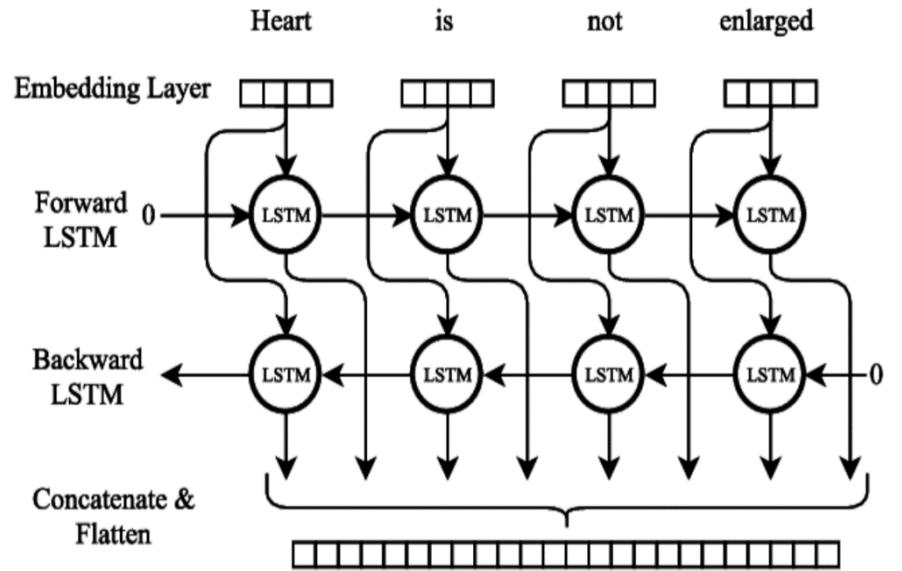 Heart is not enlarged
Embedding Layer
Forward
LSTM
0 LSTM LSTM LSTM LSTM
Backward
LSTM
LSTM LSTM LSTM LSTM 0
Concatenate &
Flatten